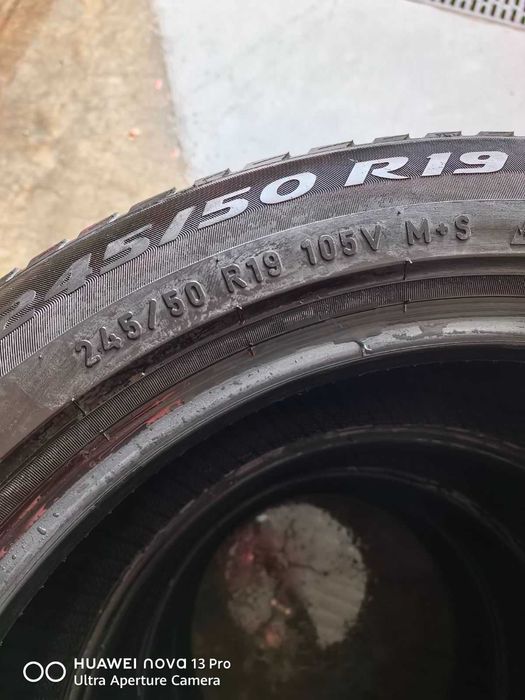 245/50 R19
245/50 R19 105V M+S
HUAWEI nova 13 Pro
Ultra Aperture Camera